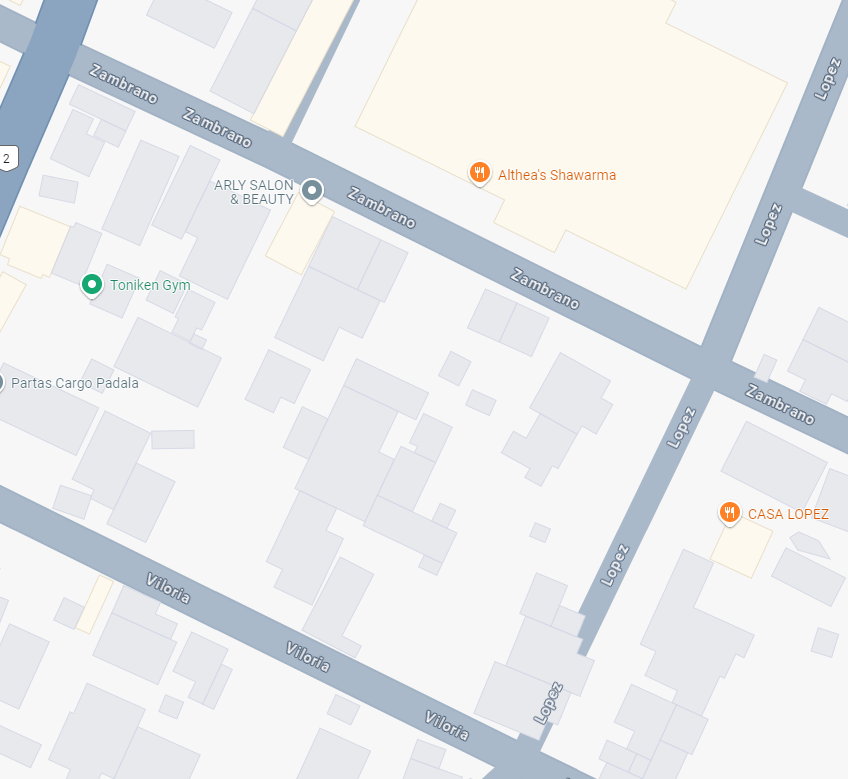 Zambrano
Lopez
Zambrano
2
Althea's Shawarma
ARLY SALON
& BEAUTY
Zambrano
Lopez
Toniken Gym
Zambrano
Partas Cargo Padala
Zambrano
Lopez
CASA LOPEZ
Lopez
Viloria
Viloria
Lopez
Viloria